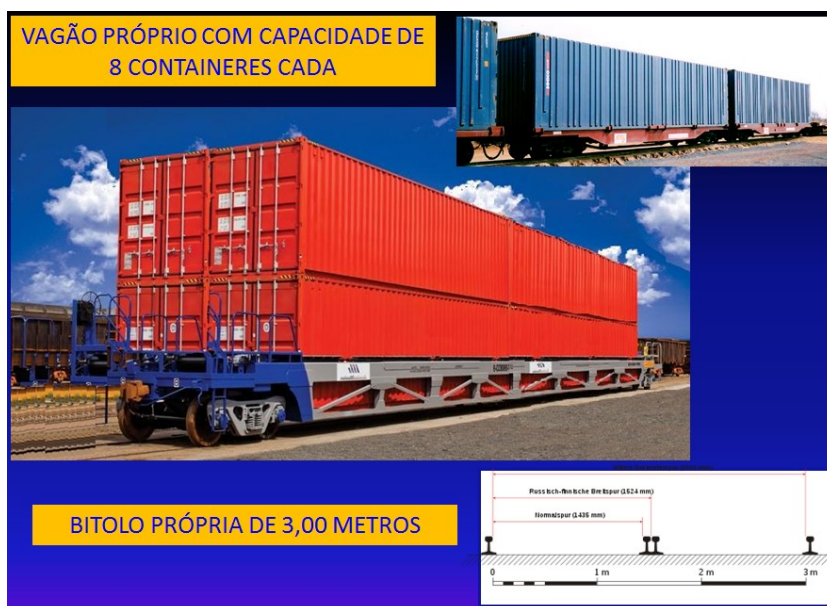 VAGÃO PRÓPRIO COM CAPACIDADE DE
8 CONTAINERES CADA
BITOLO PRÓPRIA DE 3,00 METROS
Russisch-finnische Breitspur (1524 mm)
Normalspur (1435 mm)
0
1 m
2 m
3 m